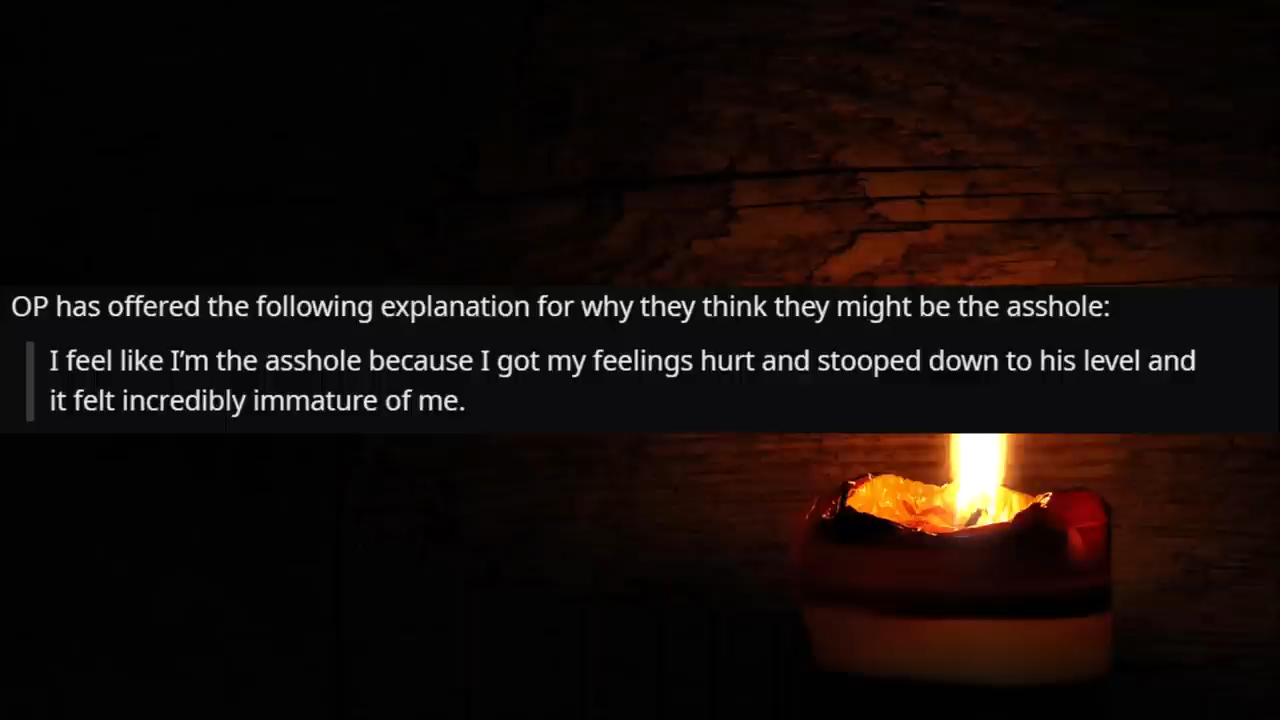 OP has offered the following explanation for why they think they might be the asshole:
I feel like I’m the asshole because I got my feelings hurt and stooped down to his level and
it felt incredibly immature of me.